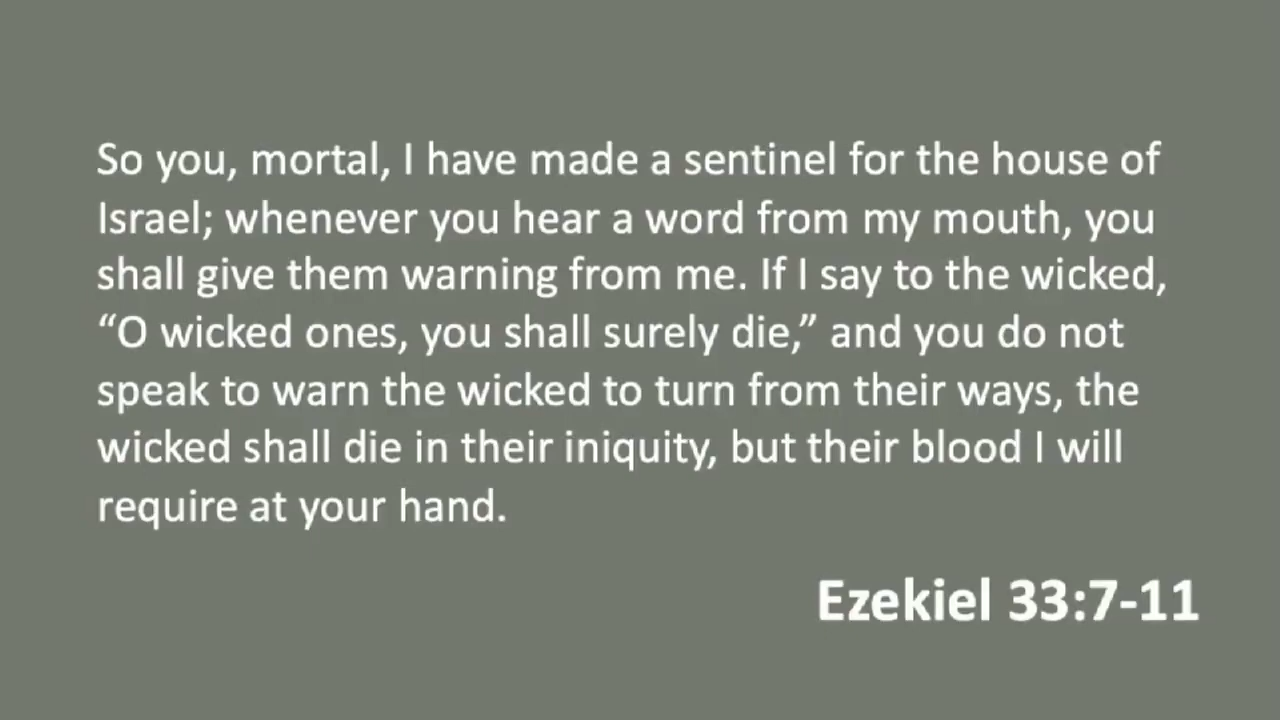 So you, mortal, I have made a sentinel for the house of
Israel; whenever you hear a word from my mouth, you
shall give them warning from me. If I say to the wicked,
“O wicked ones, you shall surely die,” and you do not
speak to warn the wicked to turn from their ways, the
wicked shall die in their iniquity, but their blood I will
require at your hand.
Ezekiel 33:7-11